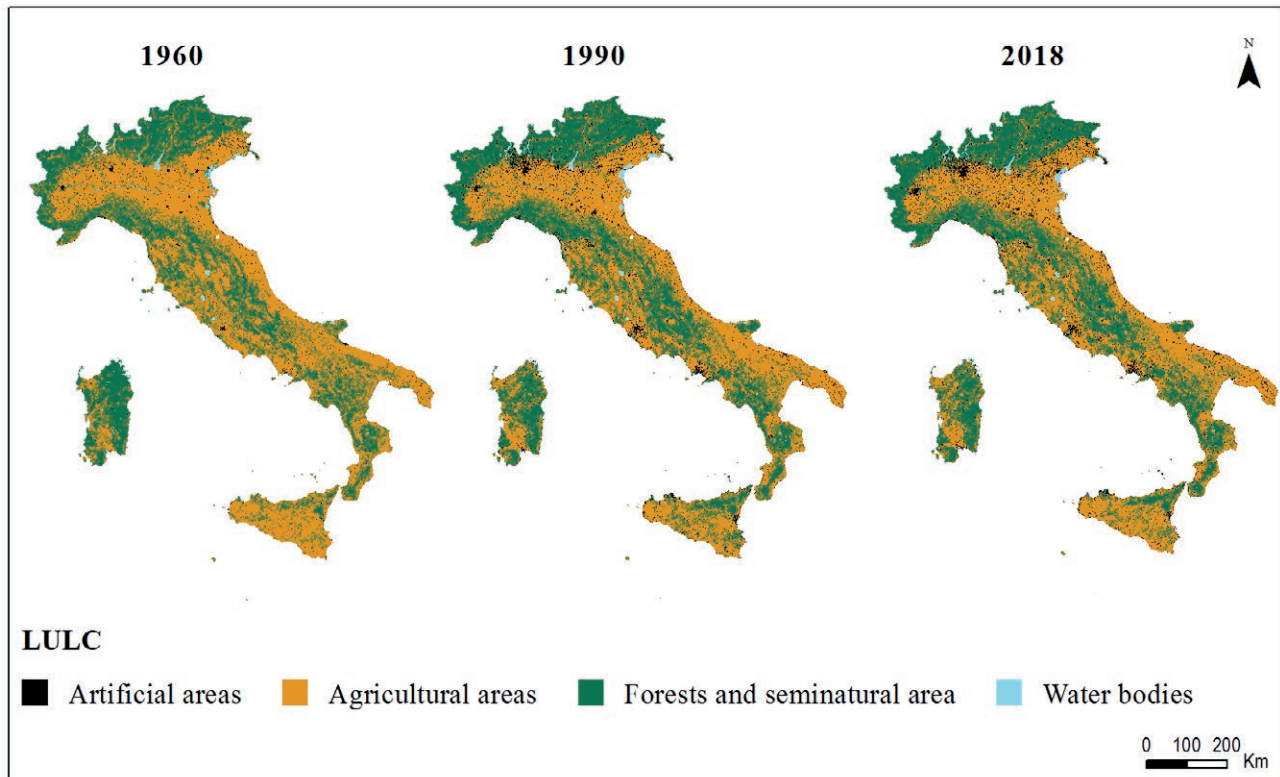 1960
1990
2018
N
LULC
Artificial areas
Agricultural areas
Forests and seminatural area
Water bodies
0 100 200
Km